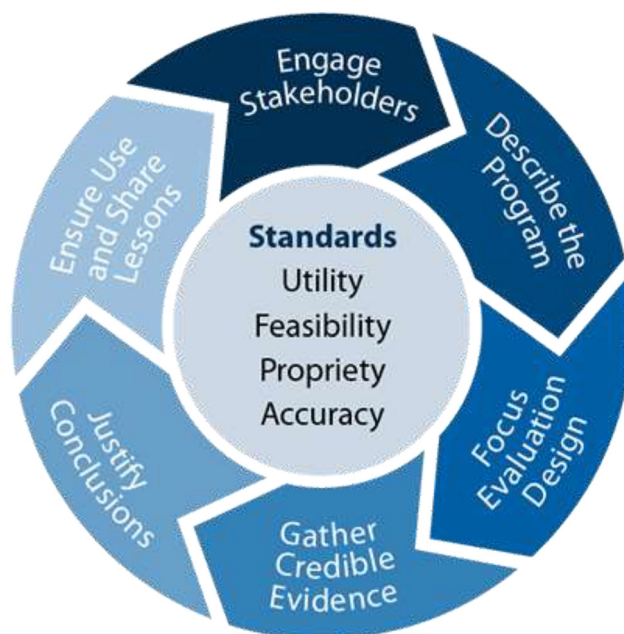 Engage
Stakeholders
Describe the
Program
Focus
Evaluation
Design
Gather
Credible
Evidence
Justify
Conclusions
Ensure Use
and Share
Lessons
Standards
Utility
Feasibility
Propriety
Accuracy